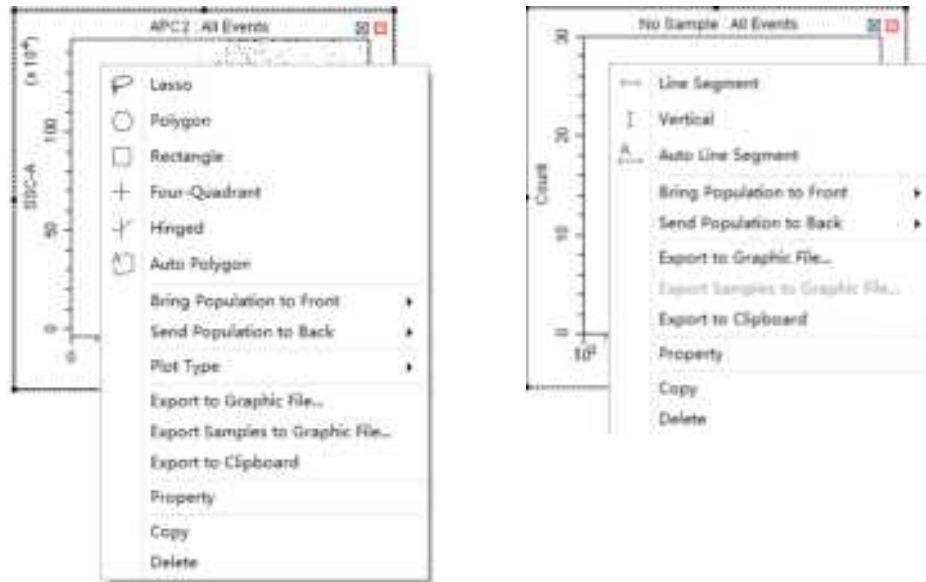 APC2 : All Events
(x 10⁴)
SSC-A
100
50
0
0
Lasso
Polygon
Rectangle
Four-Quadrant
Hinged
Auto Polygon
Bring Population to Front
Send Population to Back
Plot Type
Export to Graphic File...
Export Samples to Graphic File...
Export to Clipboard
Property
Copy
Delete
No Sample : All Events
Count
30
20
10
0
Line Segment
Vertical
Auto Line Segment
Bring Population to Front
Send Population to Back
Export to Graphic File...
Export Samples to Graphic File...
Export to Clipboard
Property
Copy
Delete